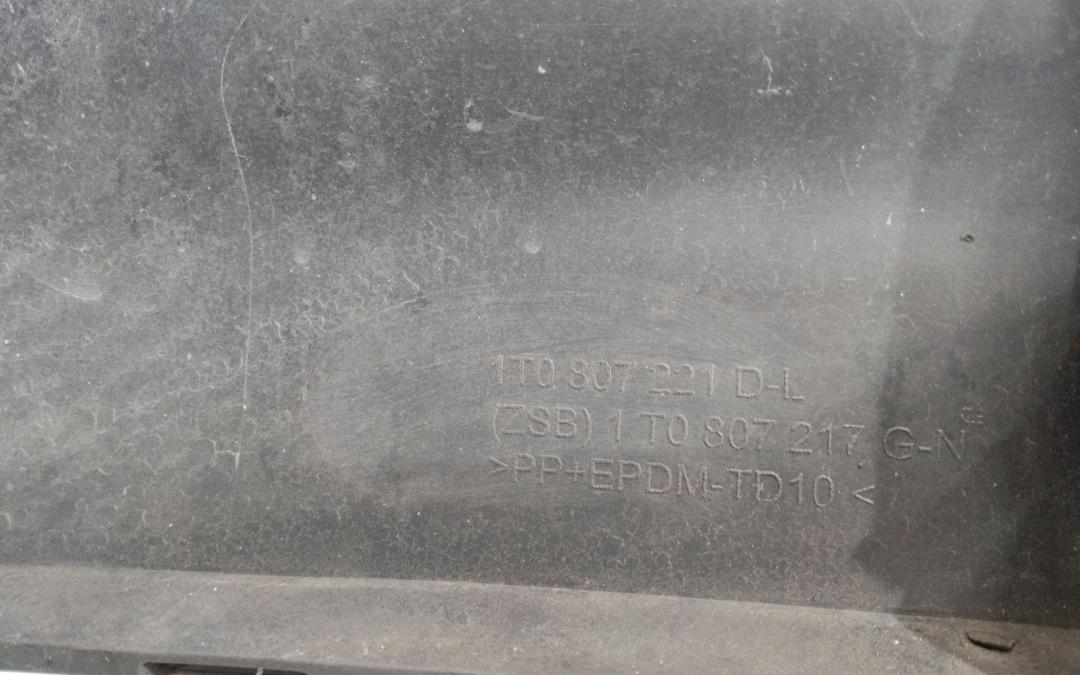 1T0 807 221 D-L
(ZSB) 1 T0 807 217 G-N
>PP+EPDM-TD10 <